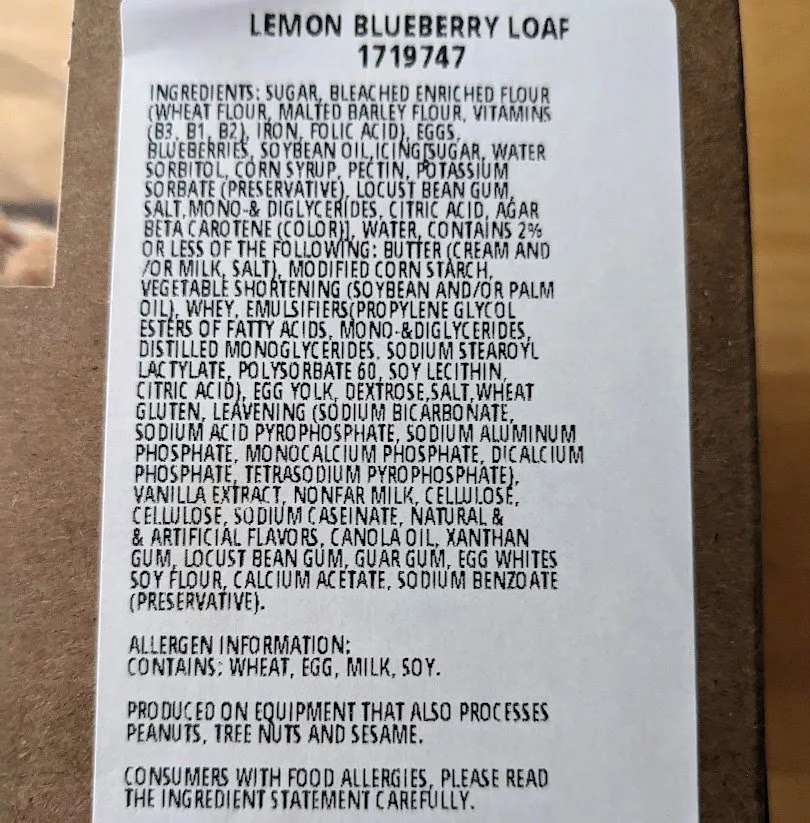 LEMON BLUEBERRY LOAF
1719747
INGREDIENTS: SUGAR, BLEACHED ENRICHED FLOUR
(WHEAT FLOUR, MALTED BARLEY FLOUR, VITAMINS
(B3, B1, B2), IRON, FOLIC ACID), EGGS,
BLUEBERRIES, SOYBEAN OIL,ICING[SUGAR, WATER
SORBITOL, CORN SYRUP, PECTIN, POTASSIUM
SORBATE (PRESERVATIVE), LOCUST BEAN GUM,
SALT,MONO-& DIGLYCERIDES, CITRIC ACID, AGAR
BETA CAROTENE (COLOR)], WATER, CONTAINS 2%
OR LESS OF THE FOLLOWING: BUTTER (CREAM AND
/OR MILK, SALT), MODIFIED CORN STARCH,
VEGETABLE SHORTENING (SOYBEAN AND/OR PALM
OIL), WHEY, EMULSIFIERS(PROPYLENE GLYCOL
ESTERS OF FATTY ACIDS, MONO-&DIGLYCERIDES,
DISTILLED MONOGLYCERIDES, SODIUM STEAROYL
LACTYLATE, POLYSORBATE 60, SOY LECITHIN,
CITRIC ACID), EGG YOLK, DEXTROSE,SALT,WHEAT
GLUTEN, LEAVENING (SODIUM BICARBONATE,
SODIUM ACID PYROPHOSPHATE, SODIUM ALUMINUM
PHOSPHATE, MONOCALCIUM PHOSPHATE, DICALCIUM
PHOSPHATE, TETRASODIUM PYROPHOSPHATE),
VANILLA EXTRACT, NONFAR MILK, CELLULOSE,
CELLULOSE, SODIUM CASEINATE, NATURAL &
& ARTIFICIAL FLAVORS, CANOLA OIL, XANTHAN
GUM, LOCUST BEAN GUM, GUAR GUM, EGG WHITES
SOY FLOUR, CALCIUM ACETATE, SODIUM BENZOATE
(PRESERVATIVE).
ALLERGEN INFORMATION:
CONTAINS: WHEAT, EGG, MILK, SOY.
PRODUCED ON EQUIPMENT THAT ALSO PROCESSES
PEANUTS, TREE NUTS AND SESAME.
CONSUMERS WITH FOOD ALLERGIES, PLEASE READ
THE INGREDIENT STATEMENT CAREFULLY.